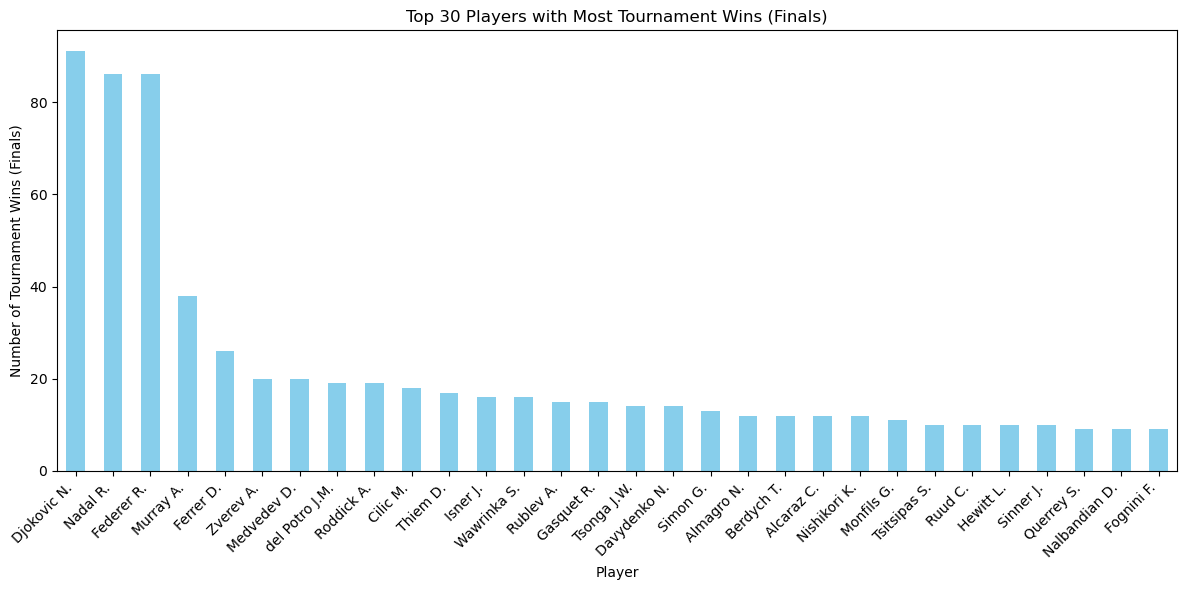 Top 30 Players with Most Tournament Wins (Finals)
Number of Tournament Wins (Finals)
80
60
40
20
0
Djokovic N.
Nadal R.
Federer R.
Murray A.
Ferrer D.
Zverev A.
Medvedev D.
del Potro J.M.
Roddick A.
Cilic M.
Thiem D.
Isner J.
Wawrinka S.
Rublev A.
Gasquet R.
Tsonga J.W.
Davydenko N.
Simon G.
Almagro N.
Berdych T.
Alcaraz C.
Nishikori K.
Monfils G.
Tsitsipas S.
Ruud C.
Hewitt L.
Sinner J.
Querrey S.
Nalbandian D.
Fognini F.
Player